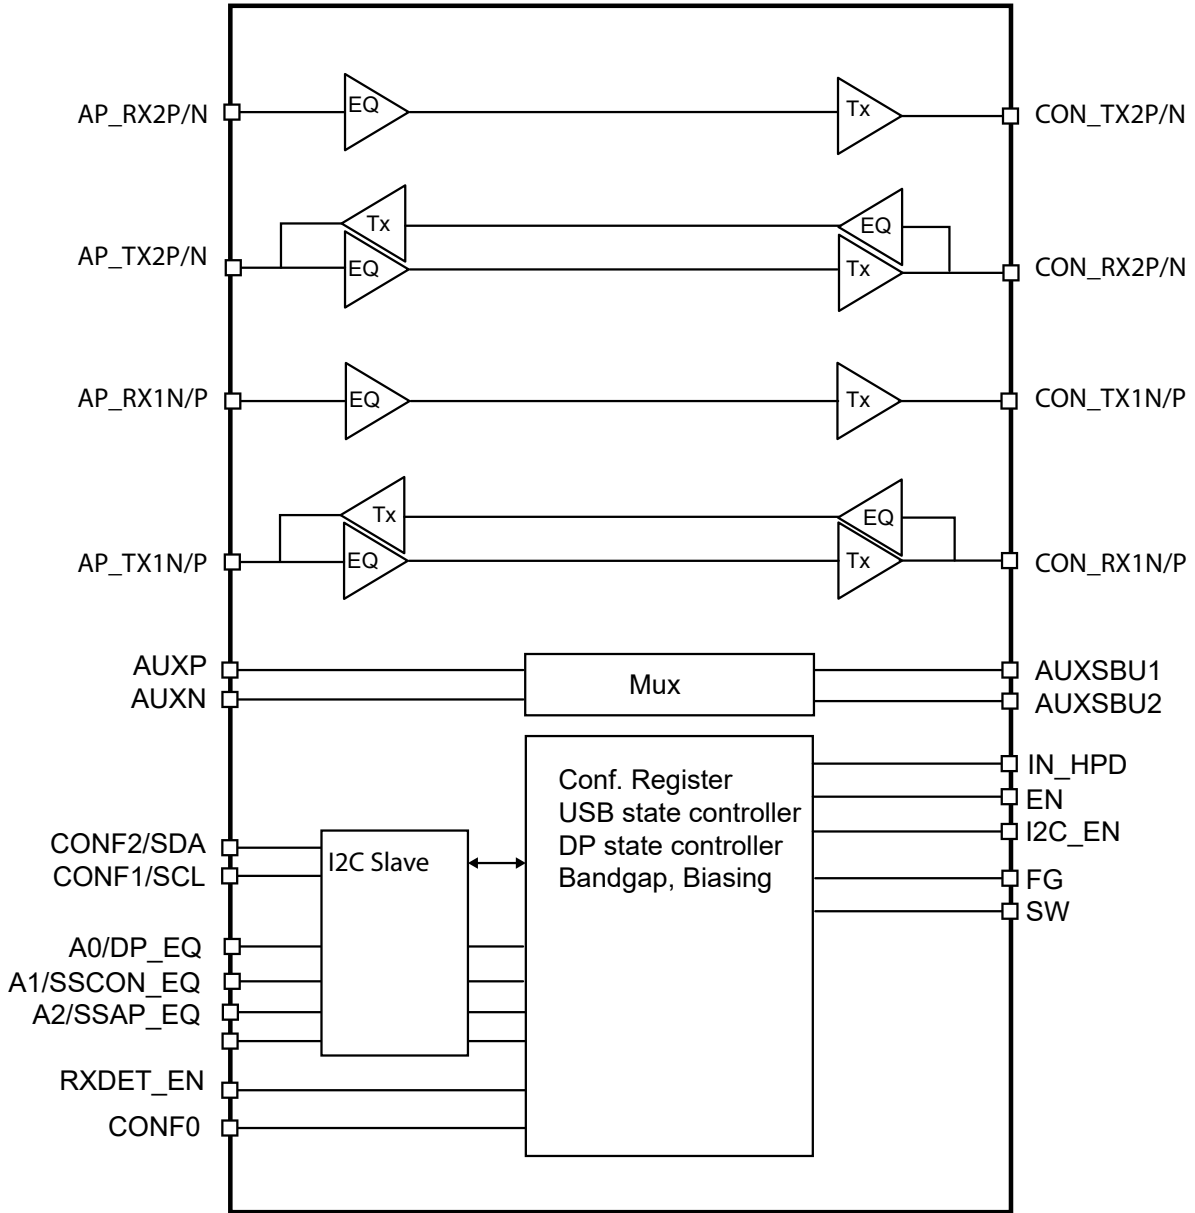 AP_RX2P/N
EQ
Tx
CON_TX2P/N
Tx
EQ
AP_TX2P/N
EQ
Tx
CON_RX2P/N
AP_RX1N/P
EQ
Tx
CON_TX1N/P
Tx
EQ
AP_TX1N/P
EQ
Tx
CON_RX1N/P
AUXP
AUXN
Mux
AUXSBU1
AUXSBU2
Conf. Register
USB state controller
DP state controller
Bandgap, Biasing
IN_HPD
EN
I2C_EN
FG
SW
CONF2/SDA
CONF1/SCL
I2C Slave
A0/DP_EQ
A1/SSCON_EQ
A2/SSAP_EQ
RXDET_EN
CONF0